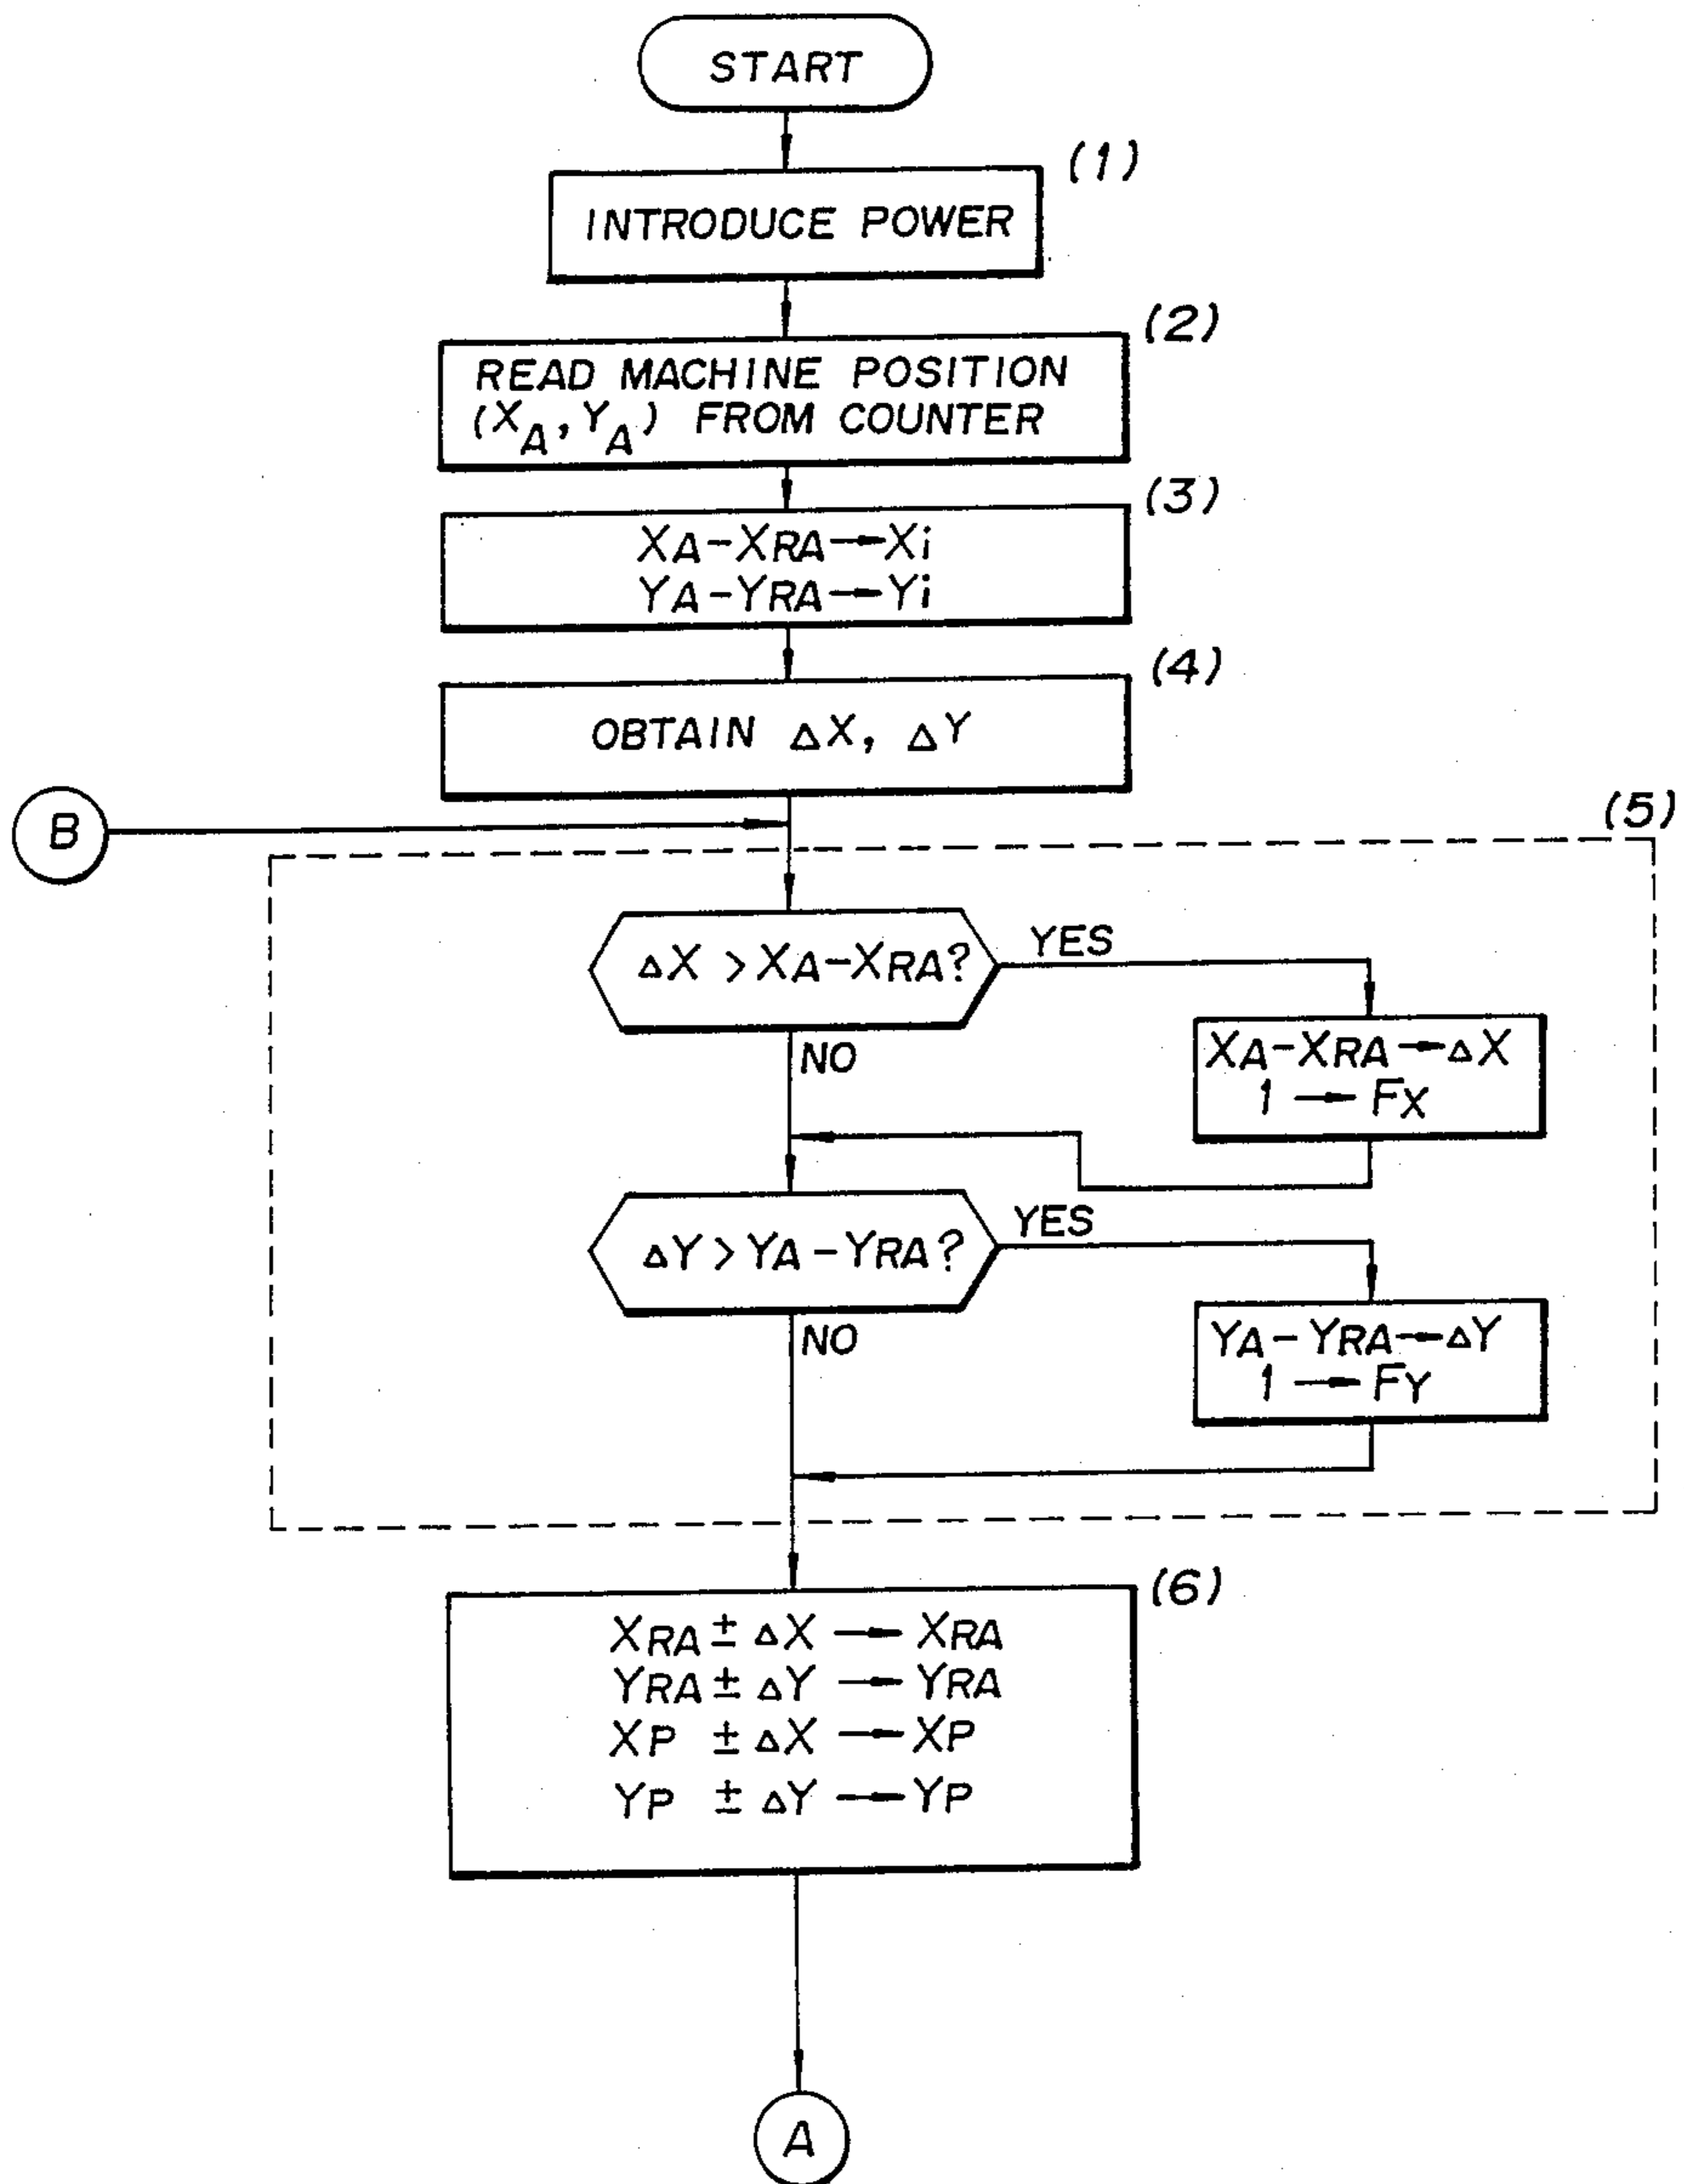 START
(1)
INTRODUCE POWER
(2)
READ MACHINE POSITION
(XA, YA) FROM COUNTER
(3)
XA-XRA→Xi
YA-YRA→Yi
(4)
OBTAIN ΔX, ΔY
B
(5)
ΔX > XA-XRA?
YES
XA-XRA→ΔX
1 → FX
NO
ΔY > YA-YRA?
YES
YA-YRA→ΔY
1 → FY
NO
(6)
XRA ± ΔX → XRA
YRA ± ΔY → YRA
XP ± ΔX → XP
YP ± ΔY → YP
A